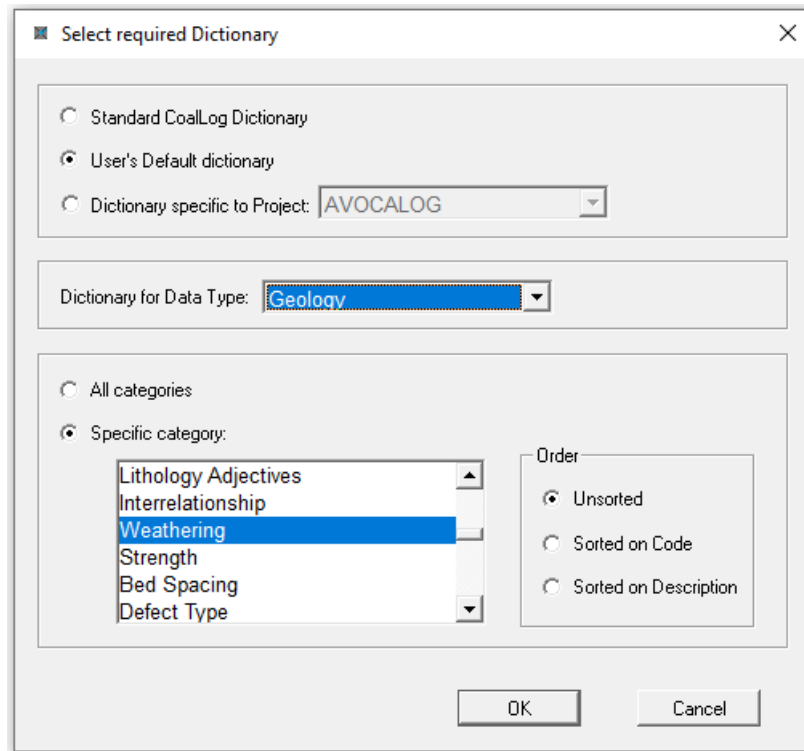 Select required Dictionary
Standard CoalLog Dictionary
User's Default dictionary
Dictionary specific to Project: AVOCALOG
Dictionary for Data Type: Geology
All categories
Specific category:
Lithology Adjectives
Interrelationship
Weathering
Strength
Bed Spacing
Defect Type
Order
Unsorted
Sorted on Code
Sorted on Description
OK
Cancel